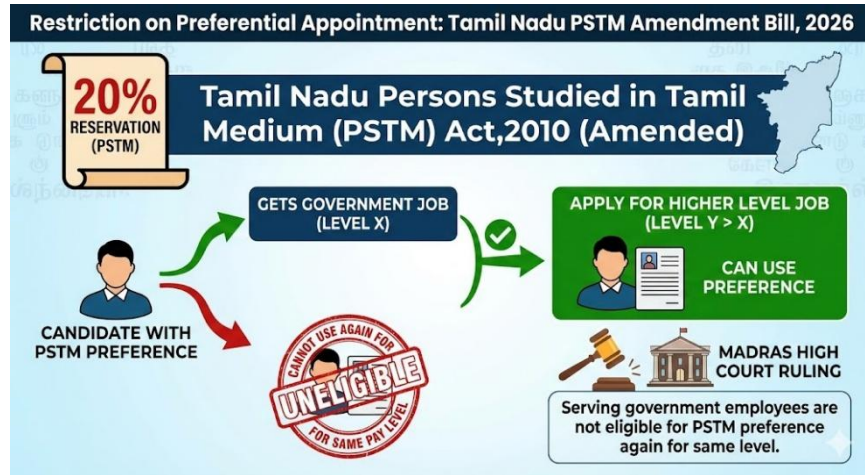 Restriction on Preferential Appointment: Tamil Nadu PSTM Amendment Bill, 2026
20%
RESERVATION
(PSTM)
Tamil Nadu Persons Studied in Tamil
Medium (PSTM) Act,2010 (Amended)
GETS GOVERNMENT JOB
(LEVEL X)
APPLY FOR HIGHER LEVEL JOB
(LEVEL Y > X)
CAN USE
PREFERENCE
CANDIDATE WITH
PSTM PREFERENCE
CANNOT USE AGAIN FOR
UNELIGIBLE
FOR SAME PAY LEVEL
MADRAS HIGH
COURT RULING
Serving government employees are
not eligible for PSTM preference
again for same level.